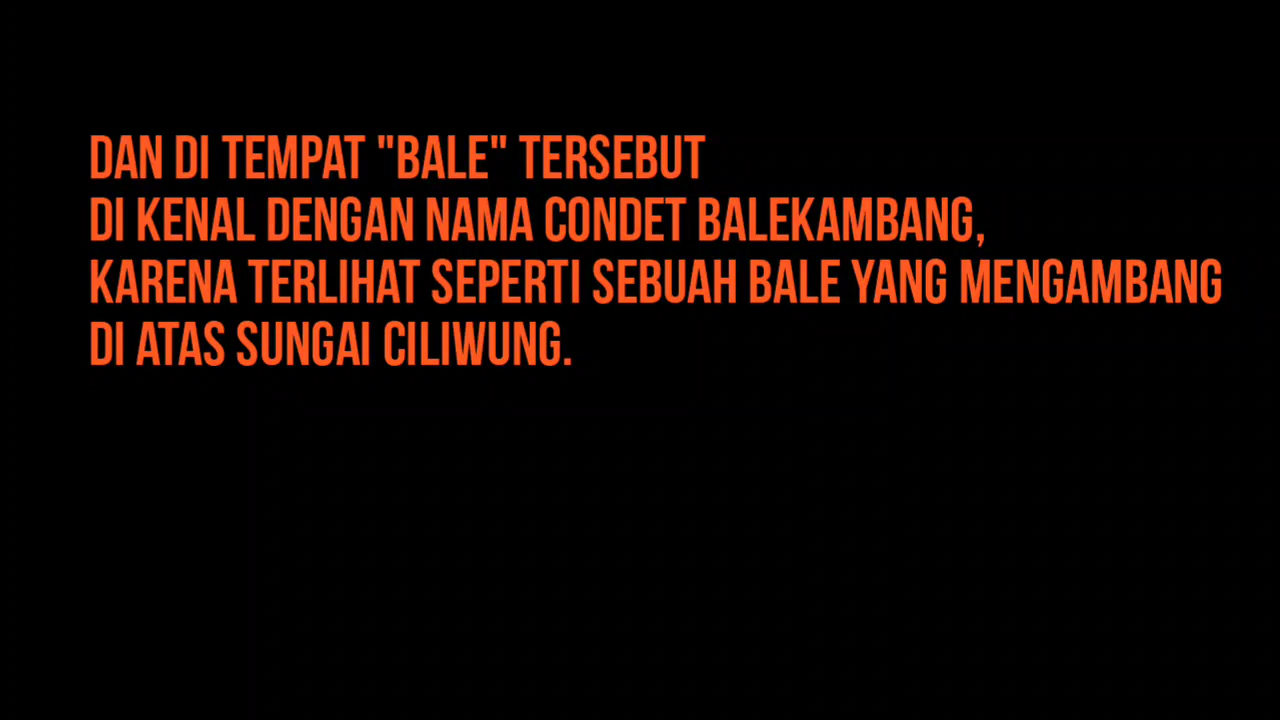 DAN DI TEMPAT "BALE" TERSEBUT
DI KENAL DENGAN NAMA CONDET BALEKAMBANG,
KARENA TERLIHAT SEPERTI SEBUAH BALE YANG MENGAMBANG
DI ATAS SUNGAI CILIWUNG.